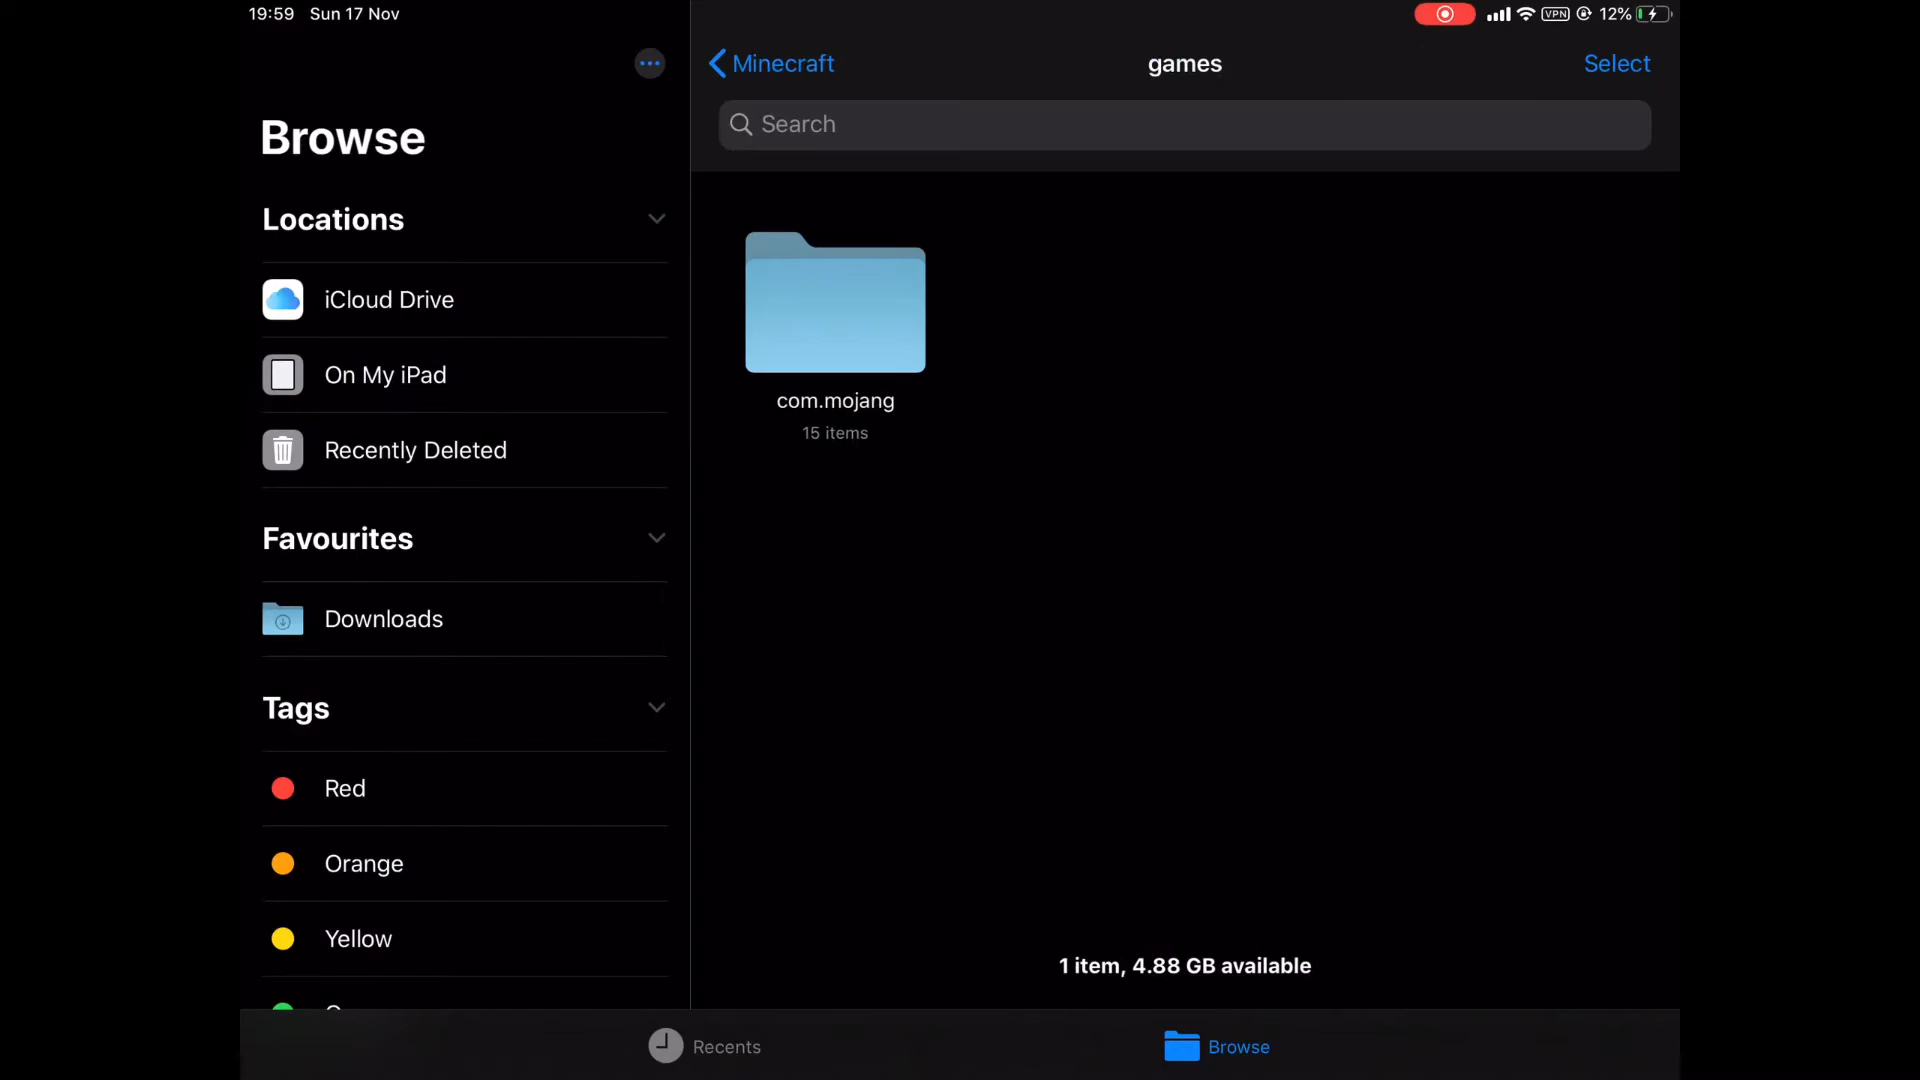 19:59 Sun 17 Nov
VPN 12%
Browse
Locations
iCloud Drive
On My iPad
Recently Deleted
Favourites
Downloads
Tags
Red
Orange
Yellow
Minecraft
games
Select
Search
com.mojang
15 items
1 item, 4.88 GB available
Recents
Browse